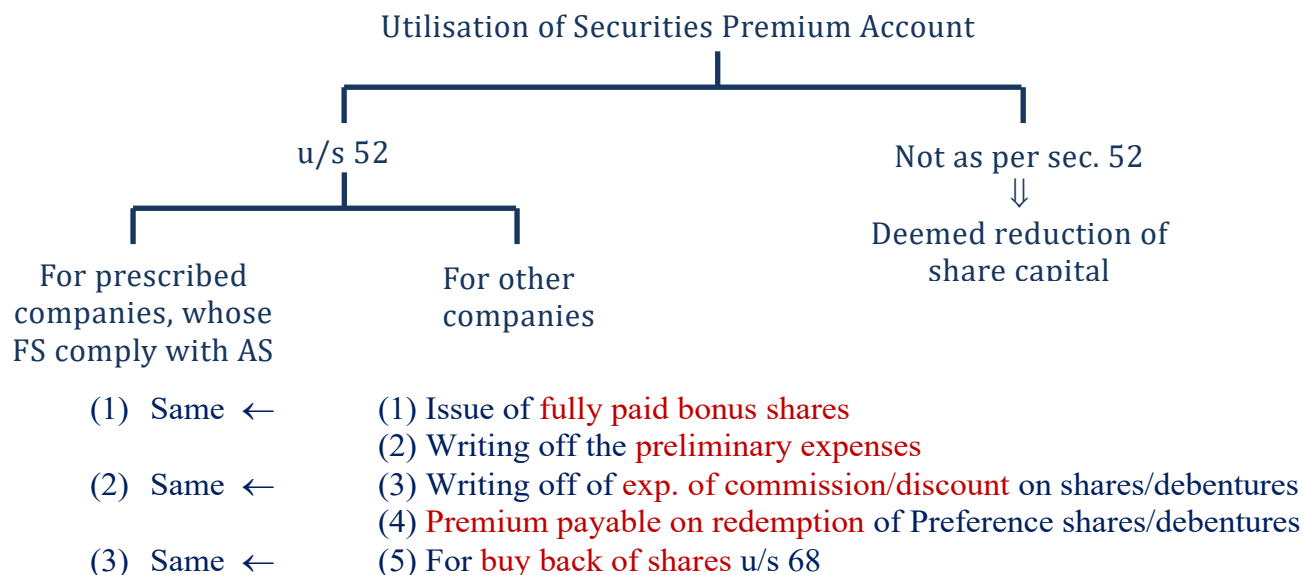 Utilisation of Securities Premium Account
u/s 52
Not as per sec. 52
⇓
Deemed reduction of
share capital
For prescribed
companies, whose
FS comply with AS
For other
companies
(1) Same ← (1) Issue of fully paid bonus shares
(2) Writing off the preliminary expenses
(2) Same ← (3) Writing off of exp. of commission/discount on shares/debentures
(4) Premium payable on redemption of Preference shares/debentures
(3) Same ← (5) For buy back of shares u/s 68